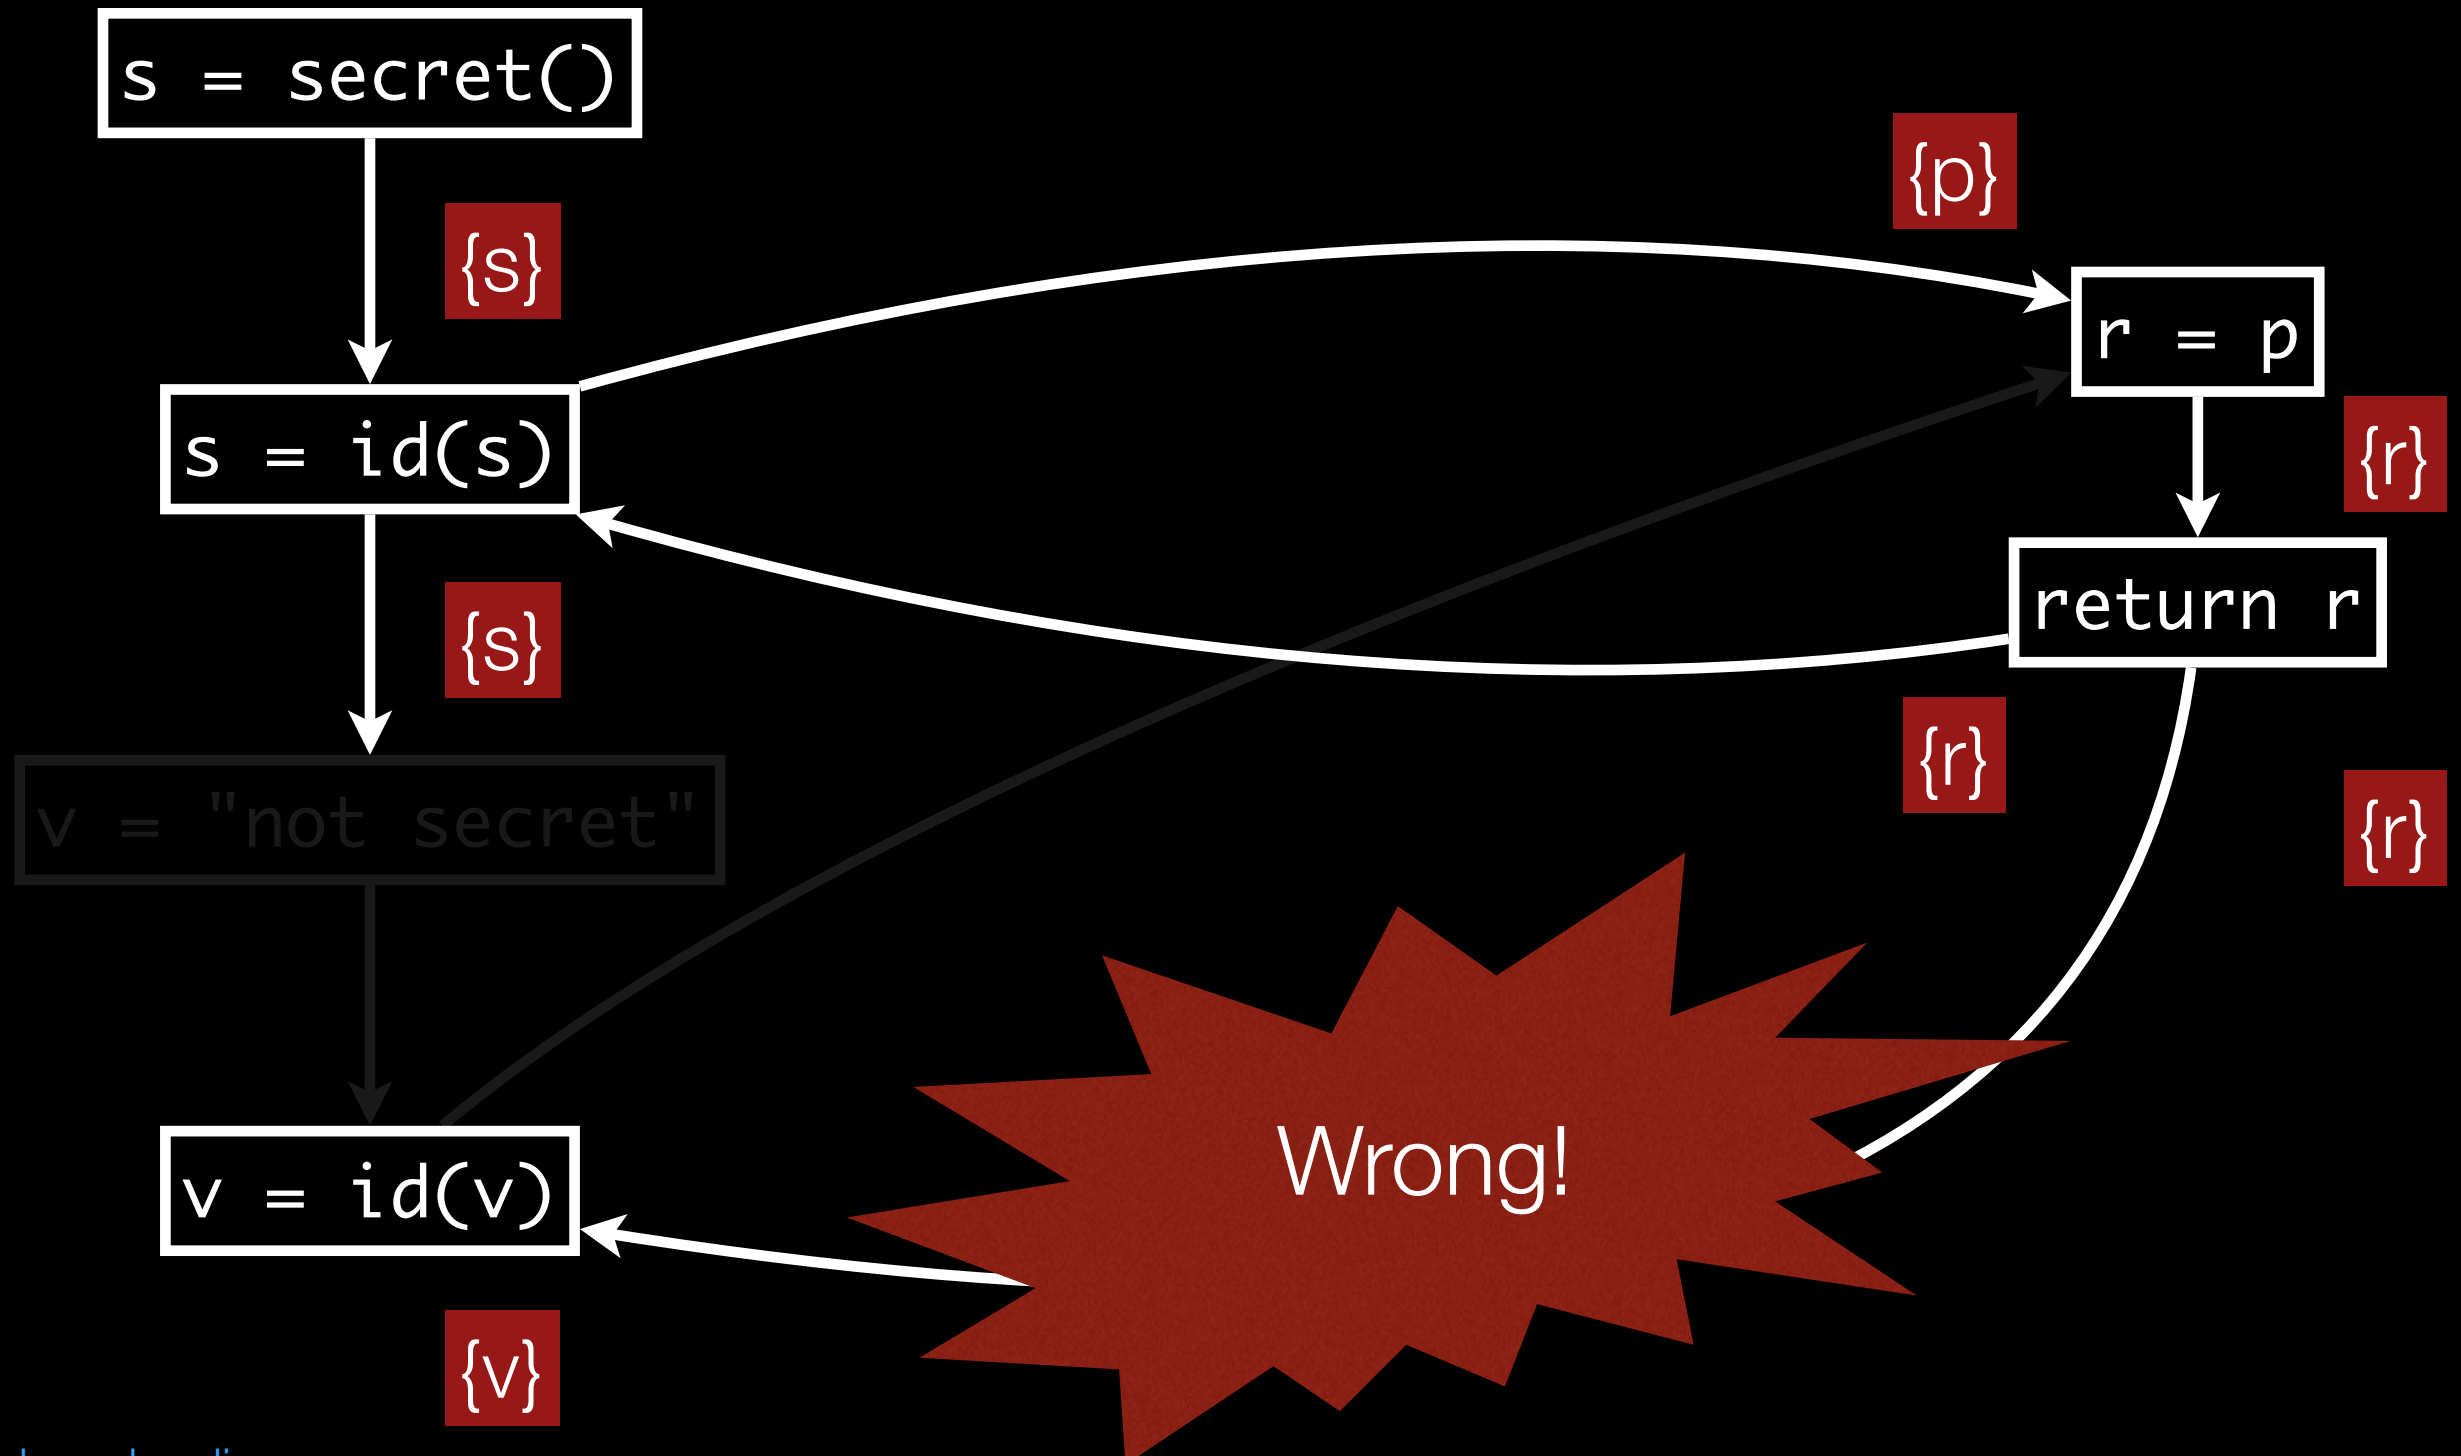 s = secret()
{s}
{p}
r = p
s = id(s)
{r}
return r
{s}
{r}
v = "not secret"
{r}
Wrong!
v = id(v)
{v}